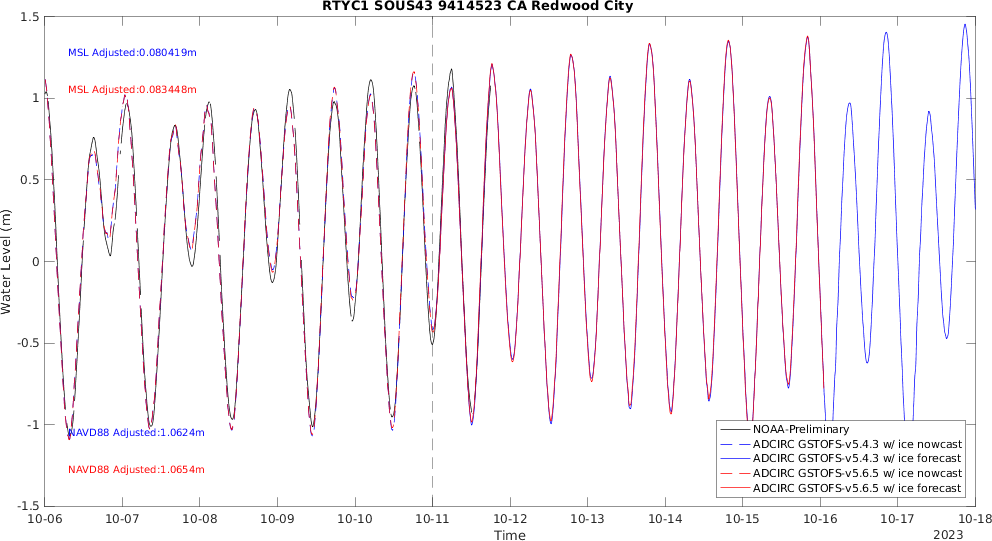 RTYC1 SOUS43 9414523 CA Redwood City
MSL Adjusted:0.080419m
MSL Adjusted:0.083448m
NAVD88 Adjusted:1.0624m
NAVD88 Adjusted:1.0654m
Water Level (m)
1.5
1
0.5
0
-0.5
-1
-1.5
NOAA-Preliminary
ADCIRC GSTOFS-v5.4.3 w/ ice nowcast
ADCIRC GSTOFS-v5.4.3 w/ ice forecast
ADCIRC GSTOFS-v5.6.5 w/ ice nowcast
ADCIRC GSTOFS-v5.6.5 w/ ice forecast
10-06 10-07 10-08 10-09 10-10 10-11 10-12 10-13 10-14 10-15 10-16 10-17 10-18
Time
2023